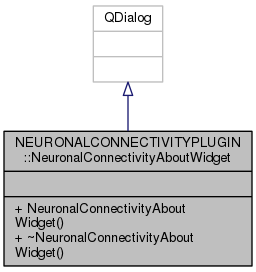 QDialog
NEURONALCONNECTIVITYPLUGIN
::NeuronalConnectivityAboutWidget
+ NeuronalConnectivityAbout
Widget()
+ ~NeuronalConnectivityAbout
Widget()